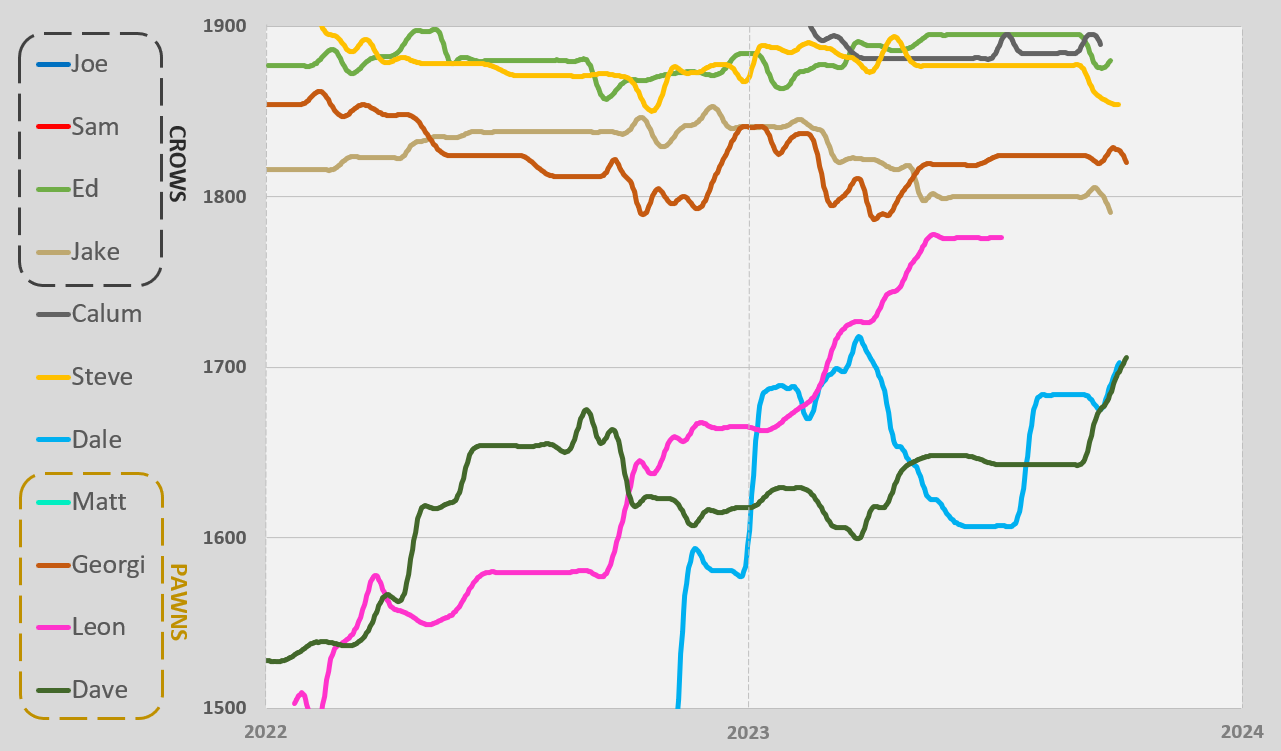 Joe
Sam
Ed
Jake
CROWS
Calum
Steve
Dale
Matt
Georgi
Leon
Dave
PAWNS
1900
1800
1700
1600
1500
2022
2023
2024